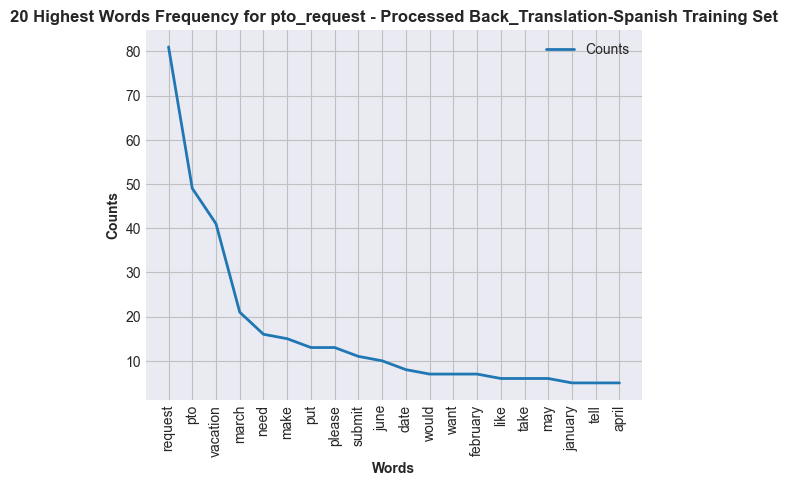 20 Highest Words Frequency for pto_request - Processed Back_Translation-Spanish Training Set
Counts
80
70
60
50
40
30
20
10
Counts
request
pto
vacation
march
need
make
put
please
submit
june
date
would
want
february
like
take
may
january
tell
april
Words